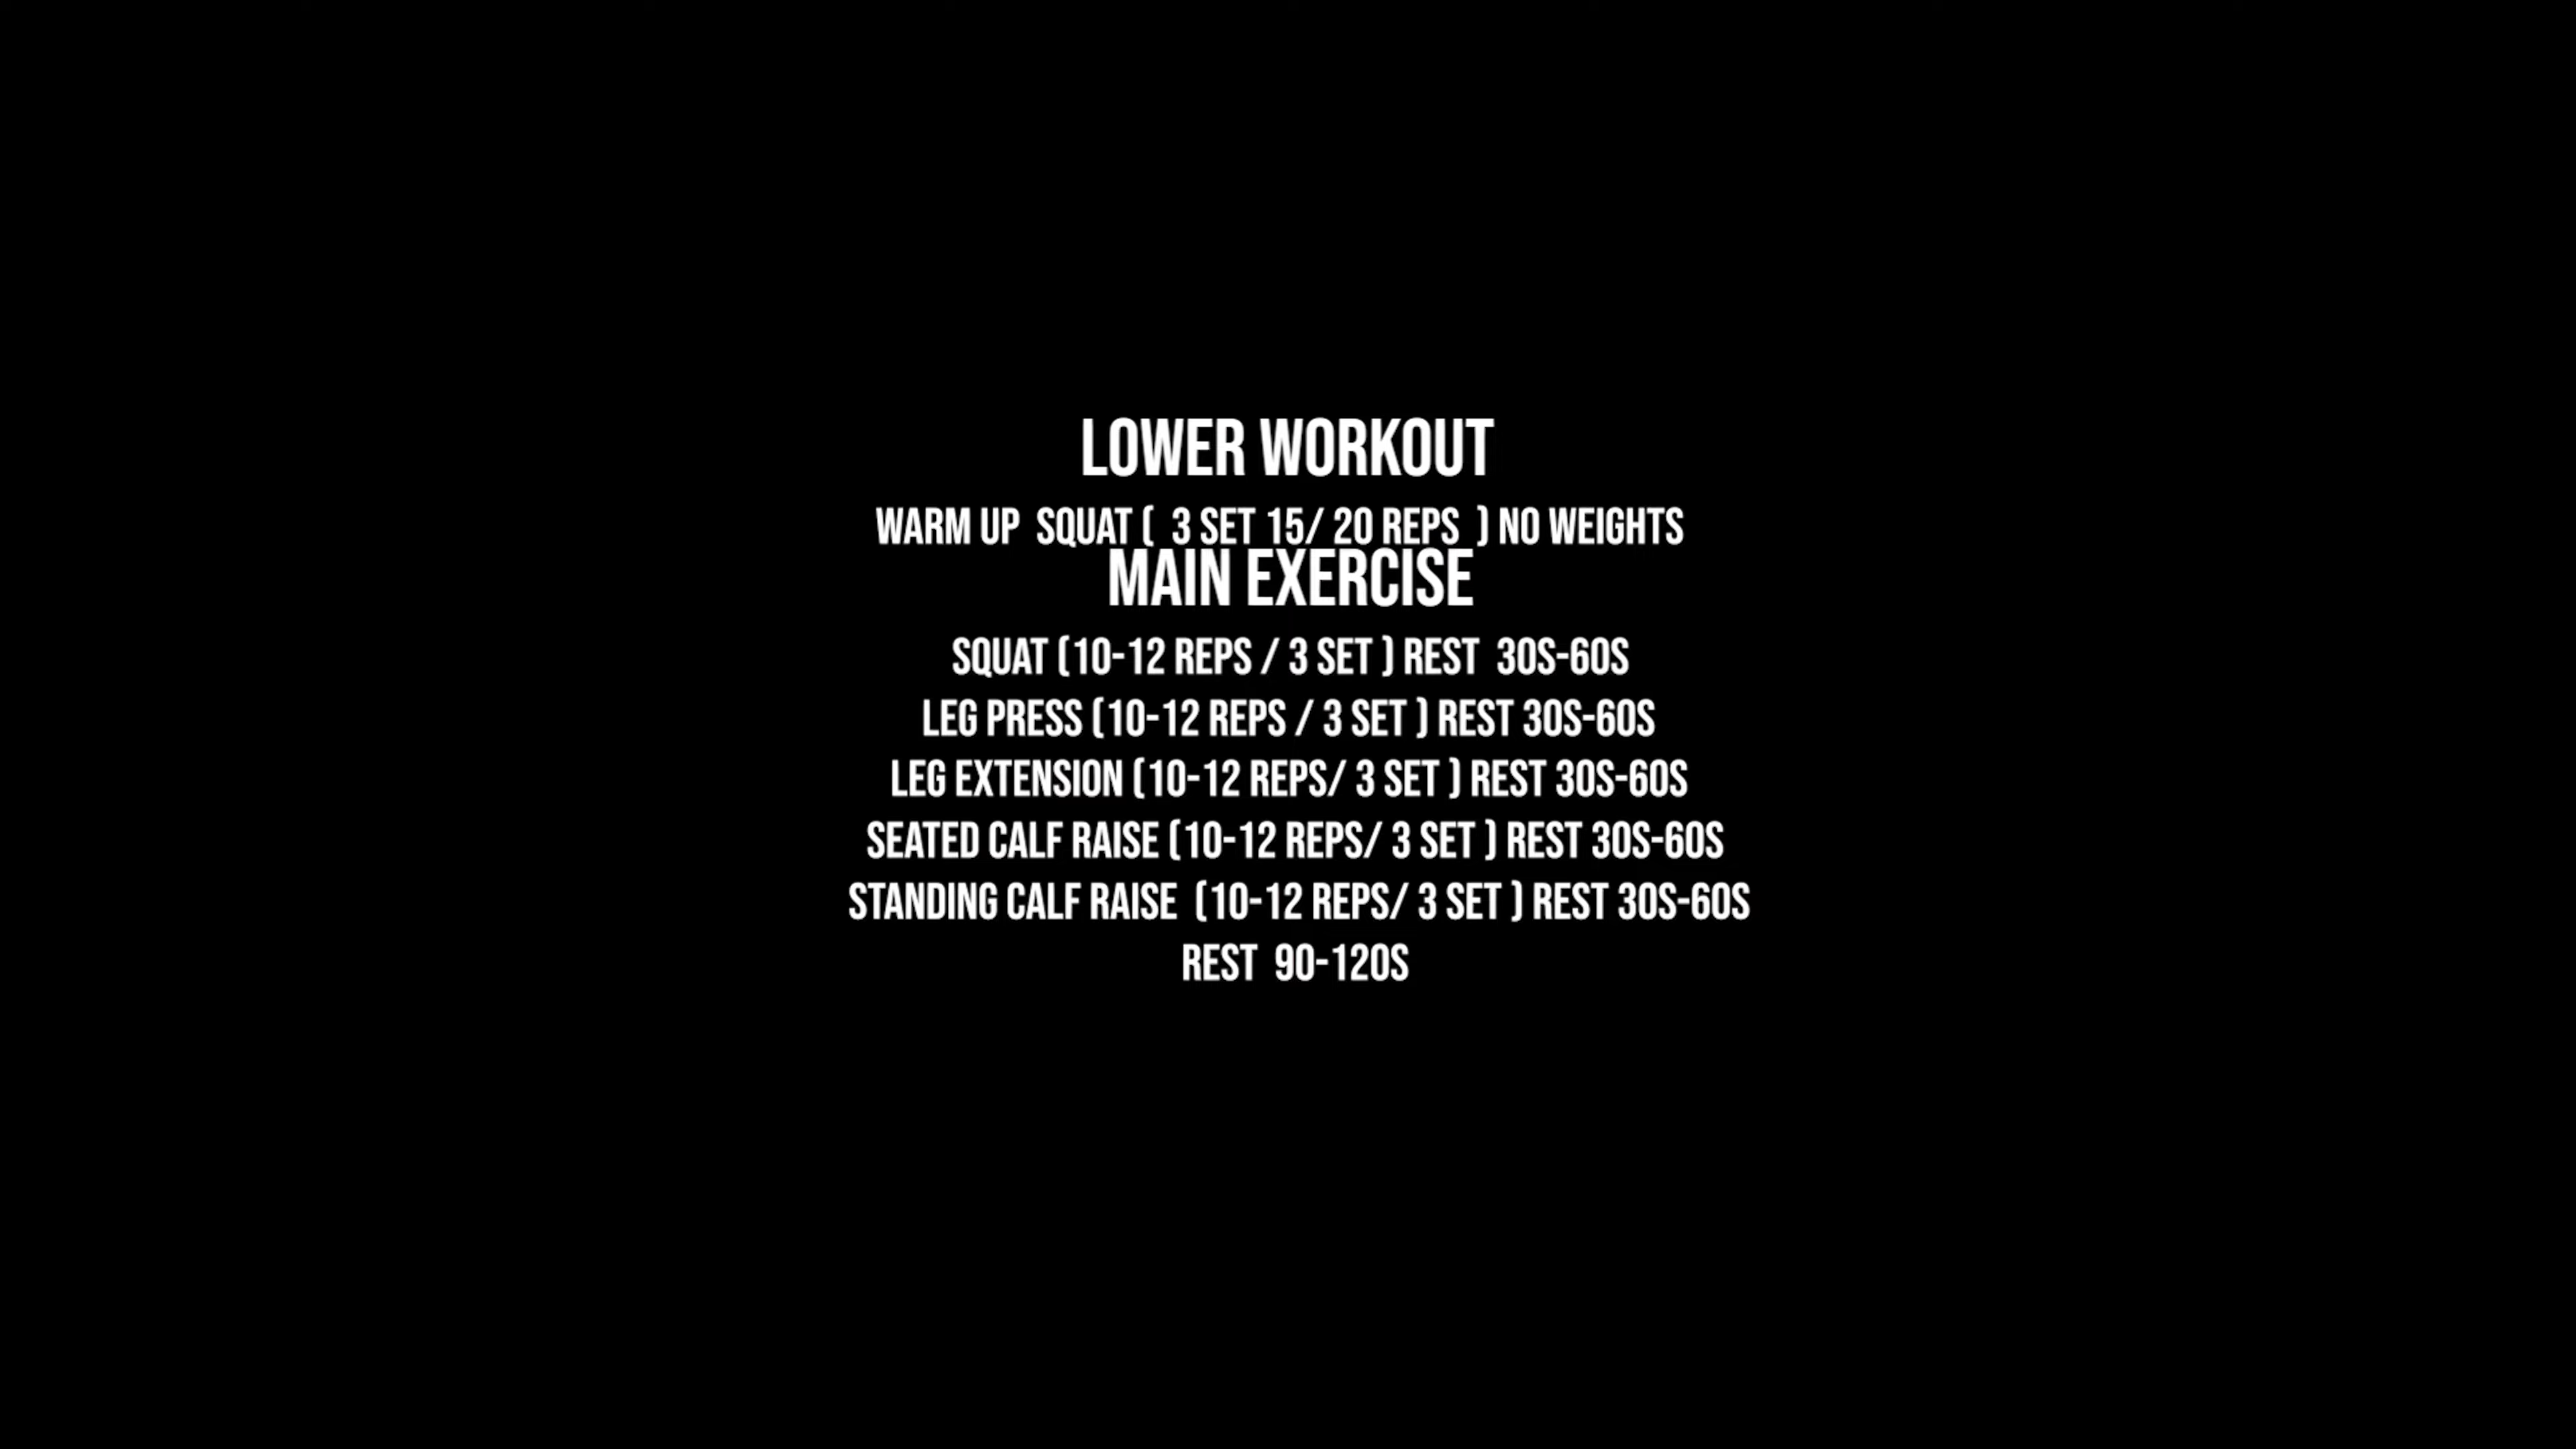 LOWER WORKOUT
WARM UP  SQUAT (  3 SET 15/ 20 REPS  ) NO WEIGHTS
MAIN EXERCISE
SQUAT (10-12 REPS / 3 SET ) REST  30S-60S
LEG PRESS (10-12 REPS / 3 SET ) REST 30S-60S
LEG EXTENSION (10-12 REPS/ 3 SET ) REST 30S-60S
SEATED CALF RAISE (10-12 REPS/ 3 SET ) REST 30S-60S
STANDING CALF RAISE  (10-12 REPS/ 3 SET ) REST 30S-60S
REST  90-120S